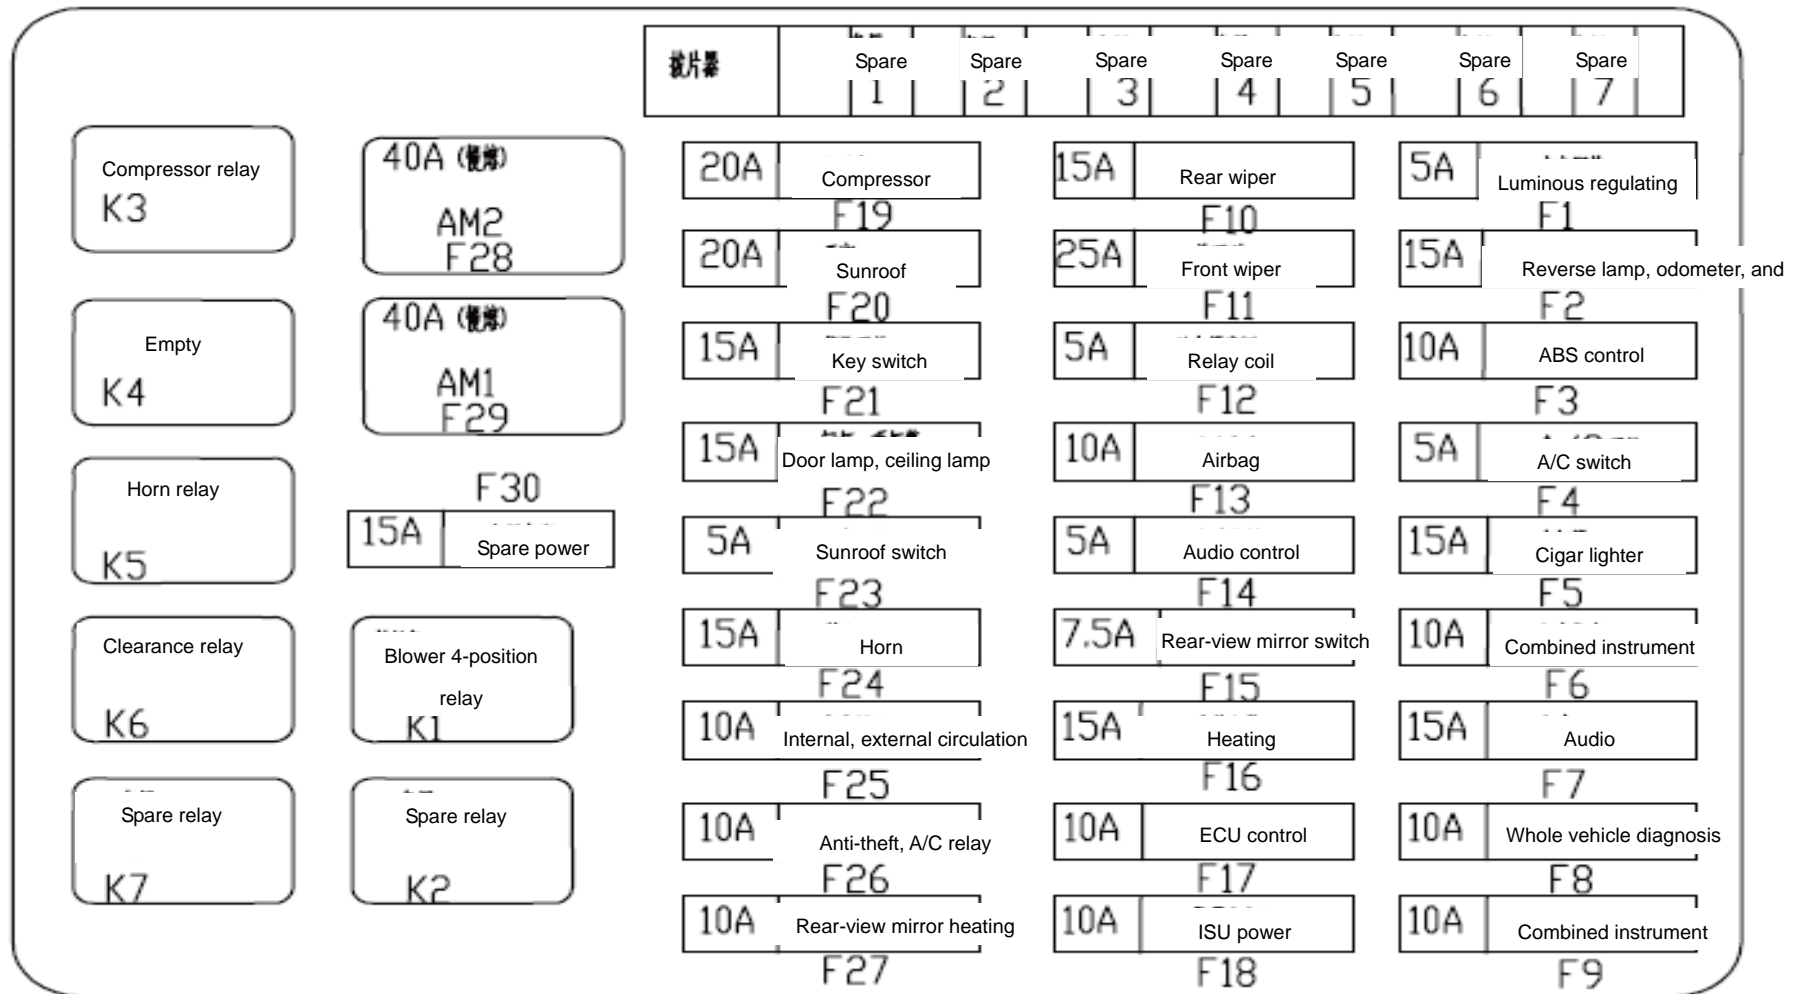 拔片器
Spare Spare Spare Spare Spare Spare Spare
1 2 3 4 5 6 7
Compressor relay
K3
40A (慢熔)
AM2
F28
20A Compressor
F19
15A Rear wiper
F10
5A Luminous regulating
F1
20A Sunroof
F20
25A Front wiper
F11
15A Reverse lamp, odometer, and
F2
Empty
K4
40A (慢熔)
AM1
F29
15A Key switch
F21
5A Relay coil
F12
10A ABS control
F3
15A Door lamp, ceiling lamp
F22
10A Airbag
F13
5A A/C switch
F4
Horn relay
K5
F30
15A Spare power
5A Sunroof switch
F23
5A Audio control
F14
15A Cigar lighter
F5
Clearance relay
K6
Blower 4-position
relay
K1
15A Horn
F24
7.5A Rear-view mirror switch
F15
10A Combined instrument
F6
10A Internal, external circulation
F25
15A Heating
F16
15A Audio
F7
Spare relay
K7
Spare relay
K2
10A Anti-theft, A/C relay
F26
10A ECU control
F17
10A Whole vehicle diagnosis
F8
10A Rear-view mirror heating
F27
10A ISU power
F18
10A Combined instrument
F9